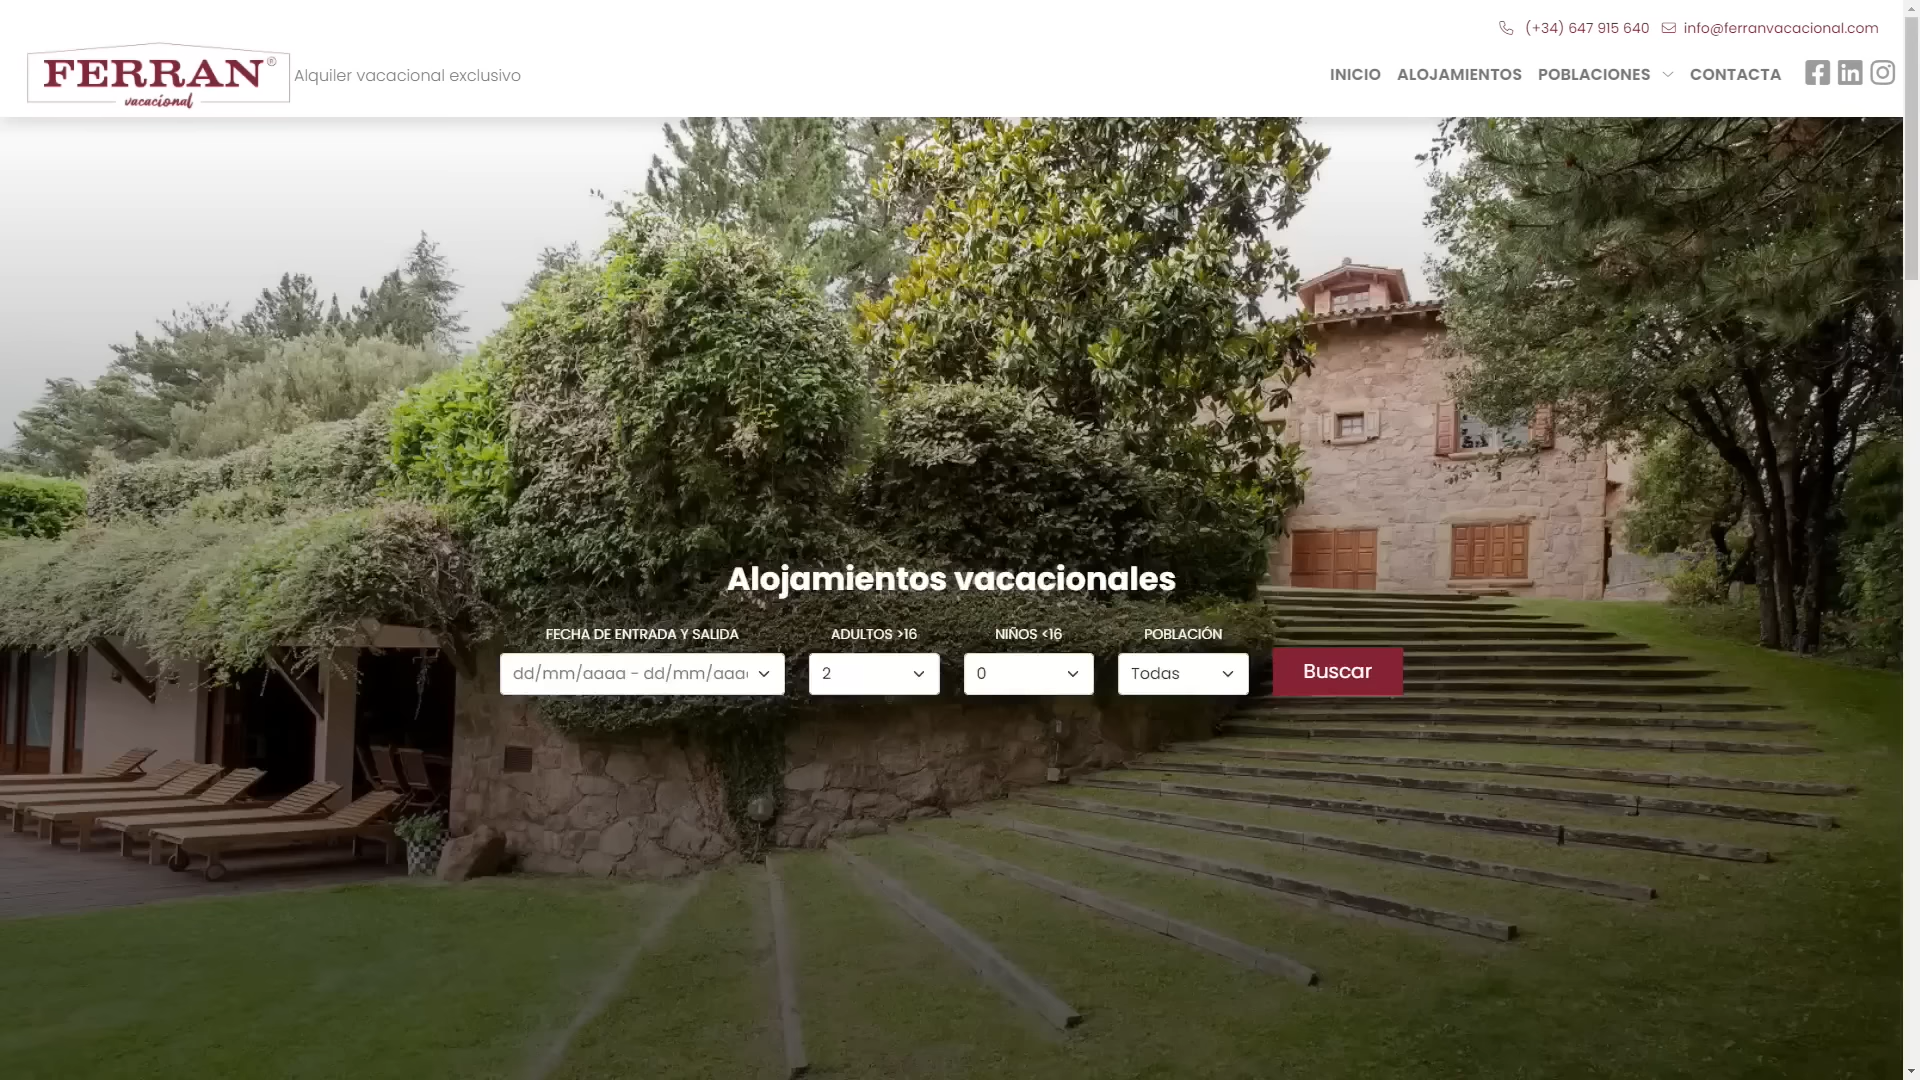 (+34) 647 915 640 info@ferranvacacional.com
FERRAN®
vacacional
Alquiler vacacional exclusivo
INICIO ALOJAMIENTOS POBLACIONES CONTACTA
Alojamientos vacacionales
FECHA DE ENTRADA Y SALIDA ADULTOS >16 NIÑOS <16 POBLACIÓN
dd/mm/aaaa - dd/mm/aaa 2 0 Todas Buscar